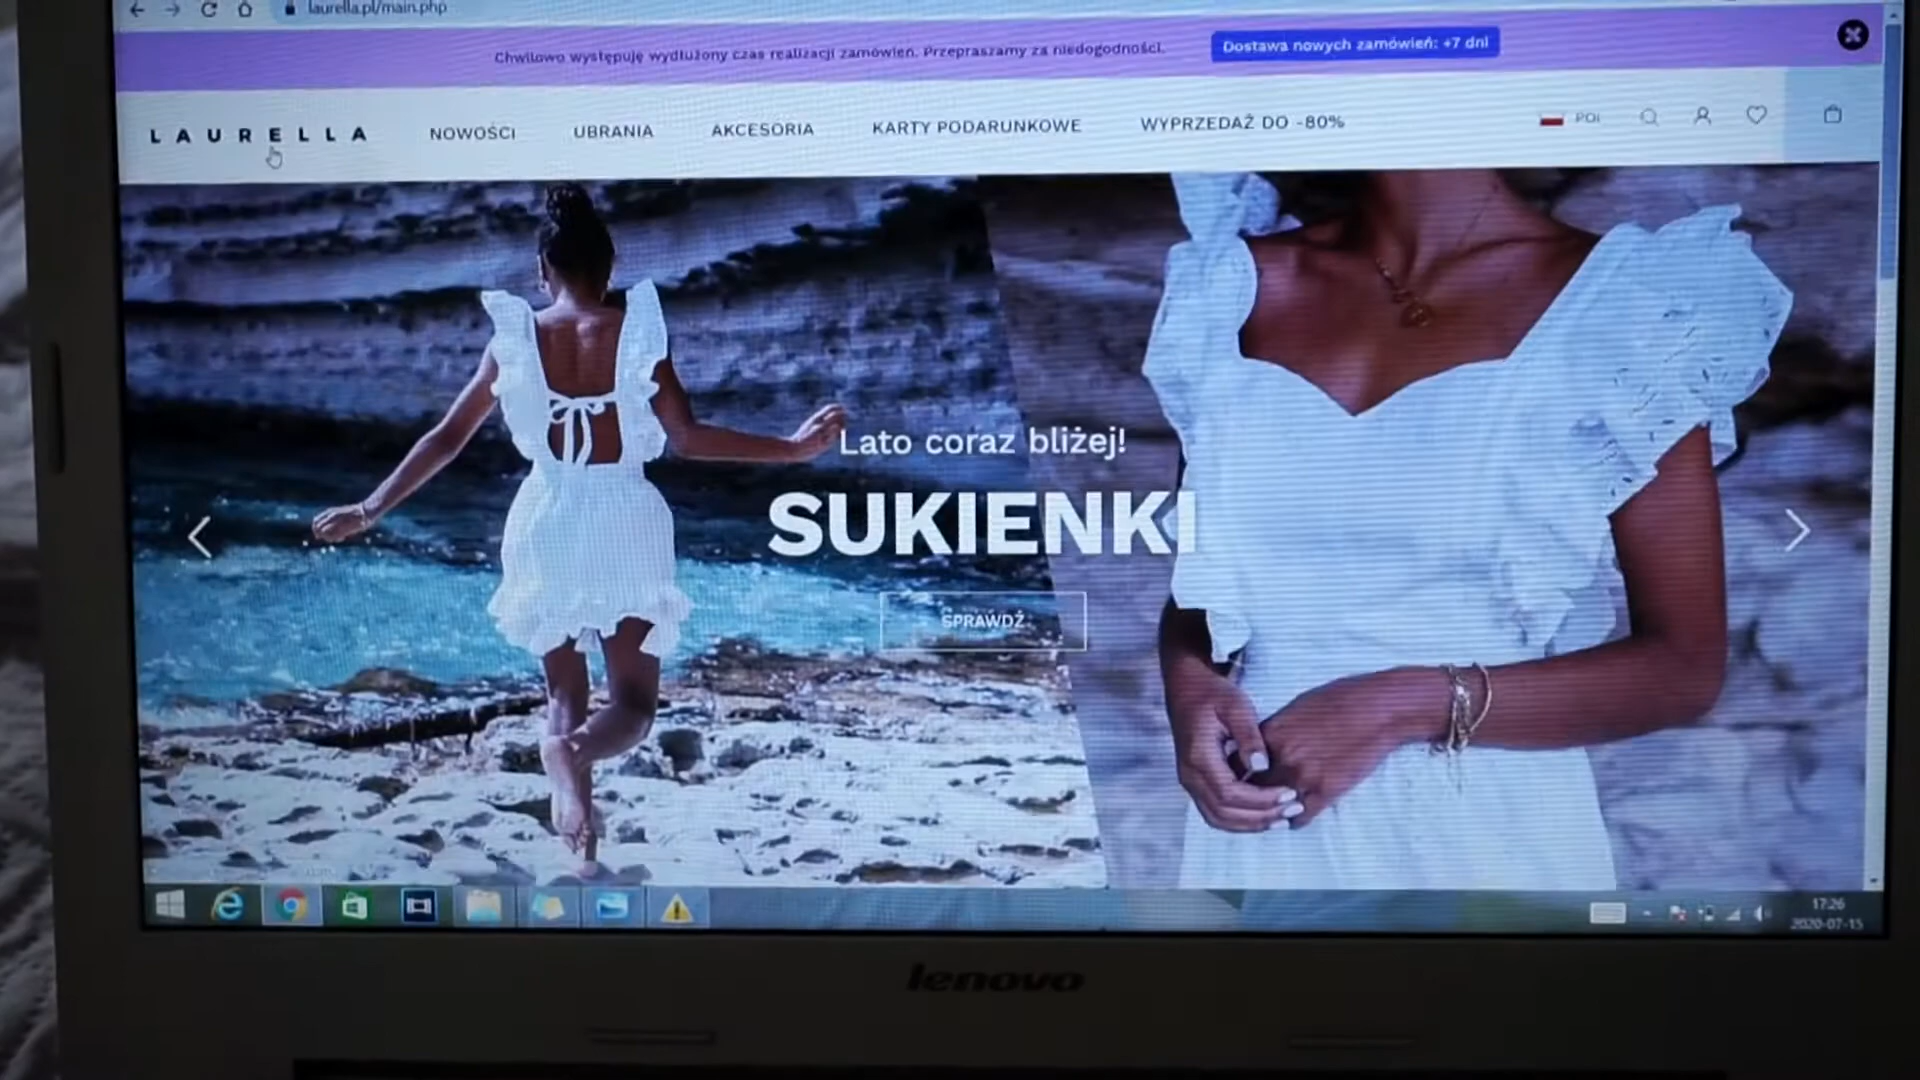 laurella.pl/main.php
Chwilowo występuję wydłużony czas realizacji zamówień. Przepraszamy za niedogodności.
Dostawa nowych zamówień: +7 dni
LAURELLA
NOWOŚCI
UBRANIA
AKCESORIA
KARTY PODARUNKOWE
WYPRZEDAŻ DO -80%
POL
Lato coraz bliżej!
SUKIENKI
SPRAWDŹ
17:26
2020-07-15
lenovo